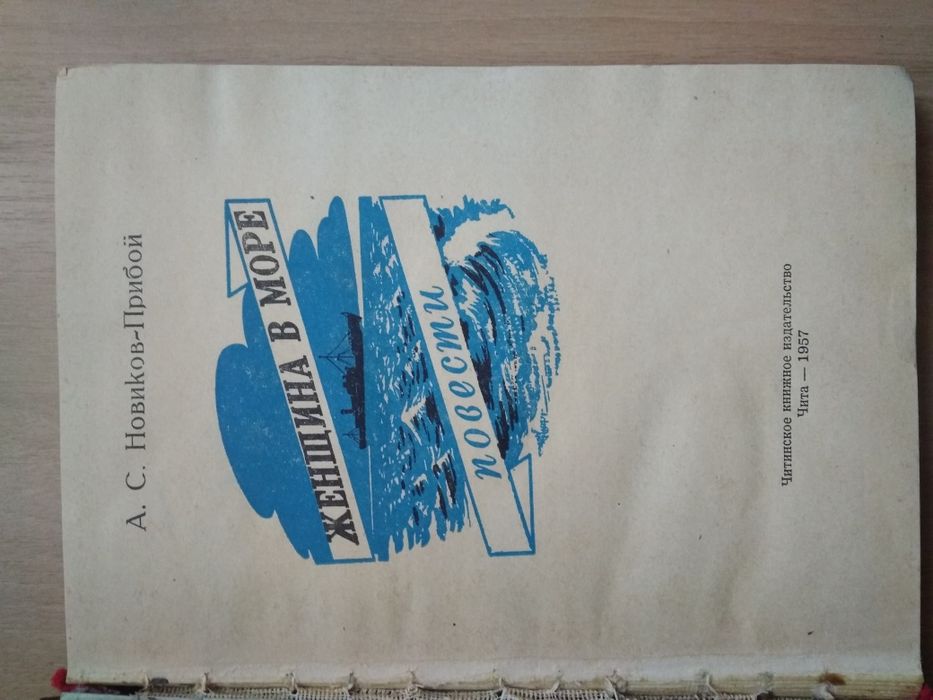 А. С. Новиков-Прибой
ЖЕНЩИНА В МОРЕ
повести
Читинское книжное издательство
Чита — 1957